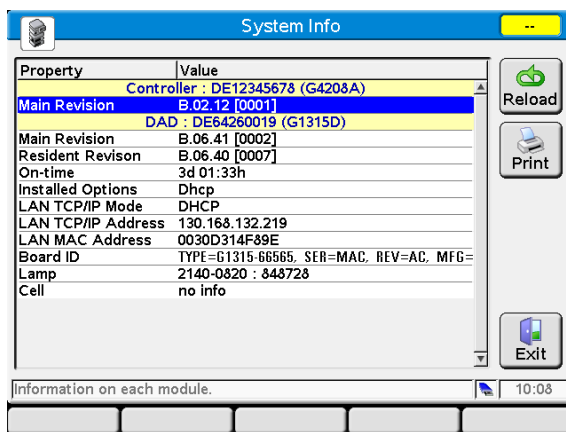 System Info
--
Property Value
Controller : DE12345678 (G4208A)
Main Revision B.02.12 [0001]
DAD : DE64260019 (G1315D)
Main Revision B.06.41 [0002]
Resident Revison B.06.40 [0007]
On-time 3d 01:33h
Installed Options Dhcp
LAN TCP/IP Mode DHCP
LAN TCP/IP Address 130.168.132.219
LAN MAC Address 0030D314F89E
Board ID TYPE=G1315-66565, SER=MAC, REV=AC, MFG=
Lamp 2140-0820 : 848728
Cell no info
Reload
Print
Exit
Information on each module.
10:08